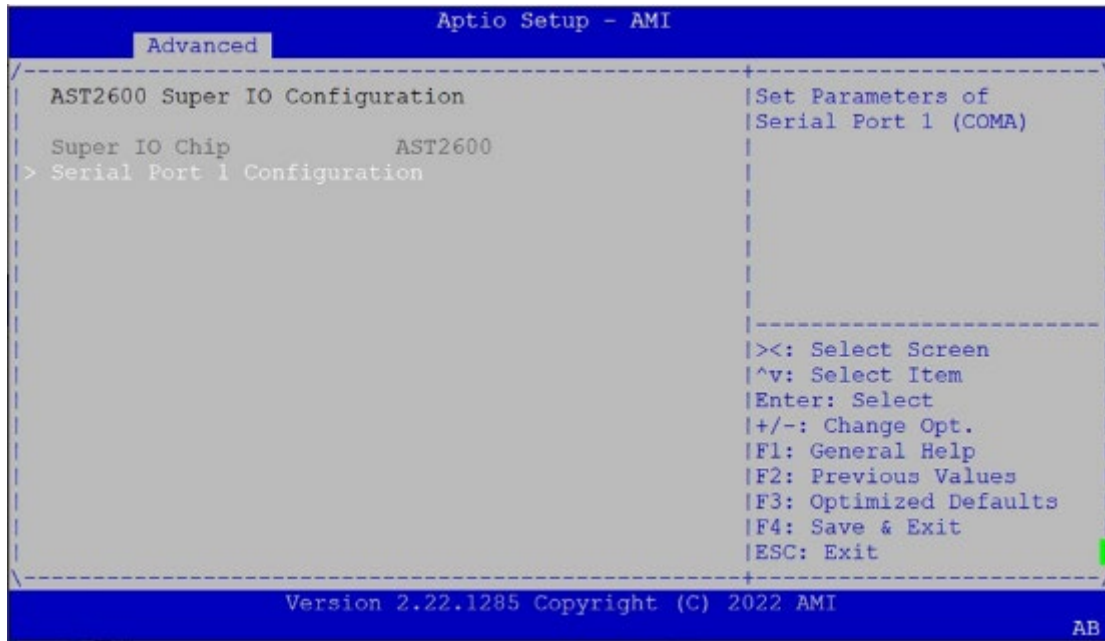 Aptio Setup - AMI
Advanced
AST2600 Super IO Configuration
Super IO Chip AST2600
> Serial Port 1 Configuration
Set Parameters of
Serial Port 1 (COMA)
><: Select Screen
^v: Select Item
Enter: Select
+/-: Change Opt.
F1: General Help
F2: Previous Values
F3: Optimized Defaults
F4: Save & Exit
ESC: Exit
Version 2.22.1285 Copyright (C) 2022 AMI
AB